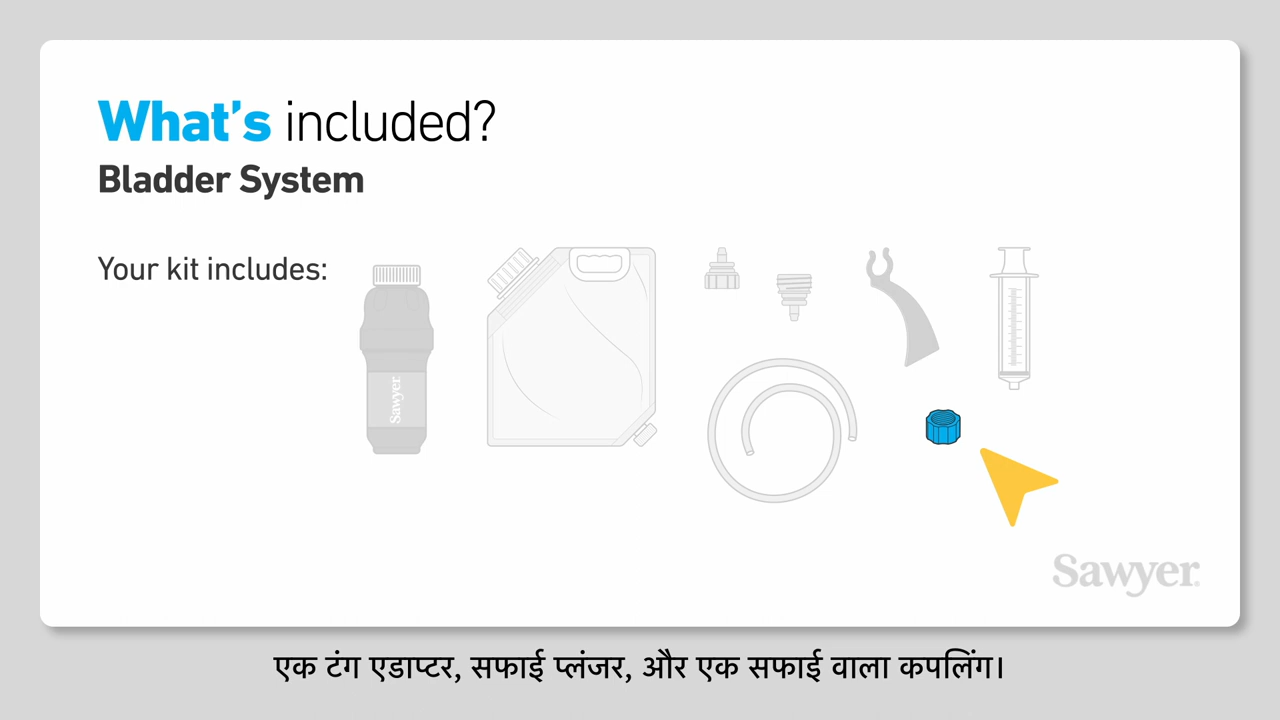 What's included?
Bladder System
Your kit includes:
Sawyer
Sawyer
एक टंग एडाप्टर, सफाई प्लंजर, और एक सफाई वाला कपलिंग।